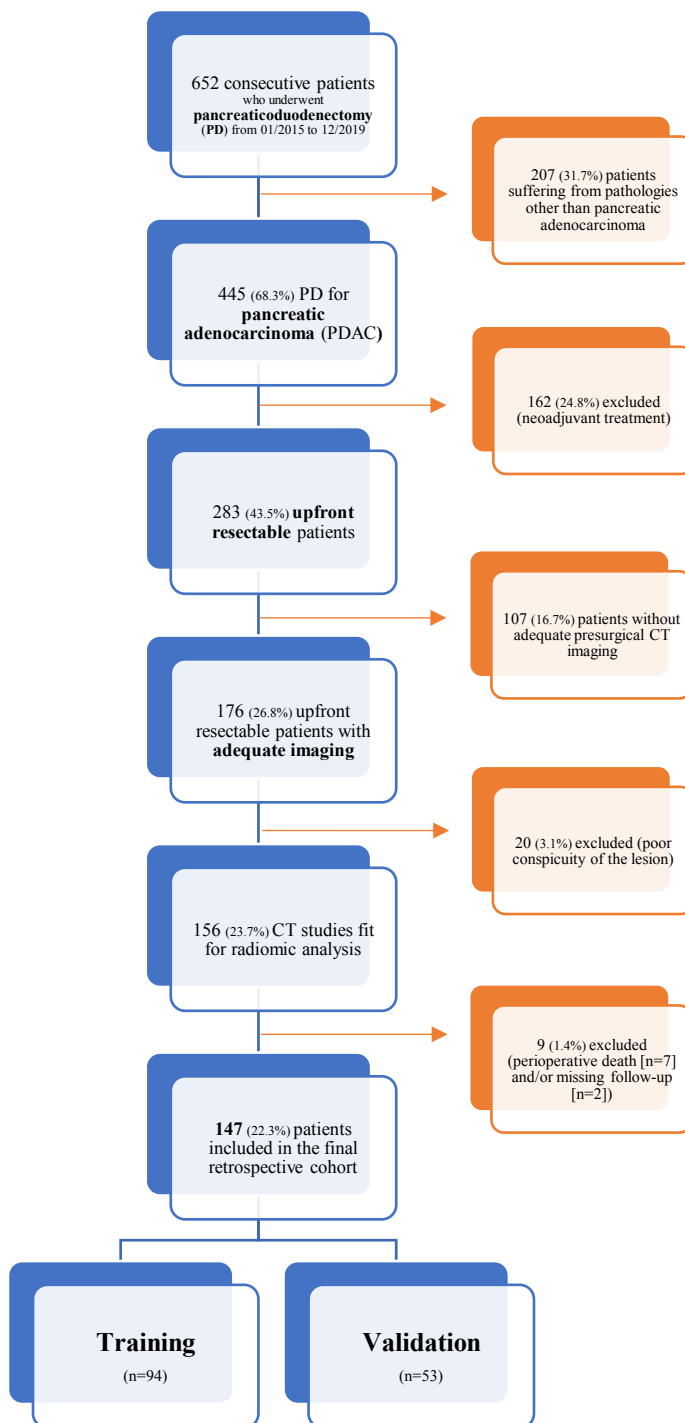 652 consecutive patients
who underwent
pancreaticoduodenectomy
(PD) from 01/2015 to 12/2019
207 (31.7%) patients
suffering from pathologies
other than pancreatic
adenocarcinoma
445 (68.3%) PD for
pancreatic
adenocarcinoma (PDAC)
162 (24.8%) excluded
(neoadjuvant treatment)
283 (43.5%) upfront
resectable patients
107 (16.7%) patients without
adequate presurgical CT
imaging
176 (26.8%) upfront
resectable patients with
adequate imaging
20 (3.1%) excluded (poor
conspicuity of the lesion)
156 (23.7%) CT studies fit
for radiomic analysis
9 (1.4%) excluded
(perioperative death [n=7]
and/or missing follow-up
[n=2])
147 (22.3%) patients
included in the final
retrospective cohort
Training
(n=94)
Validation
(n=53)